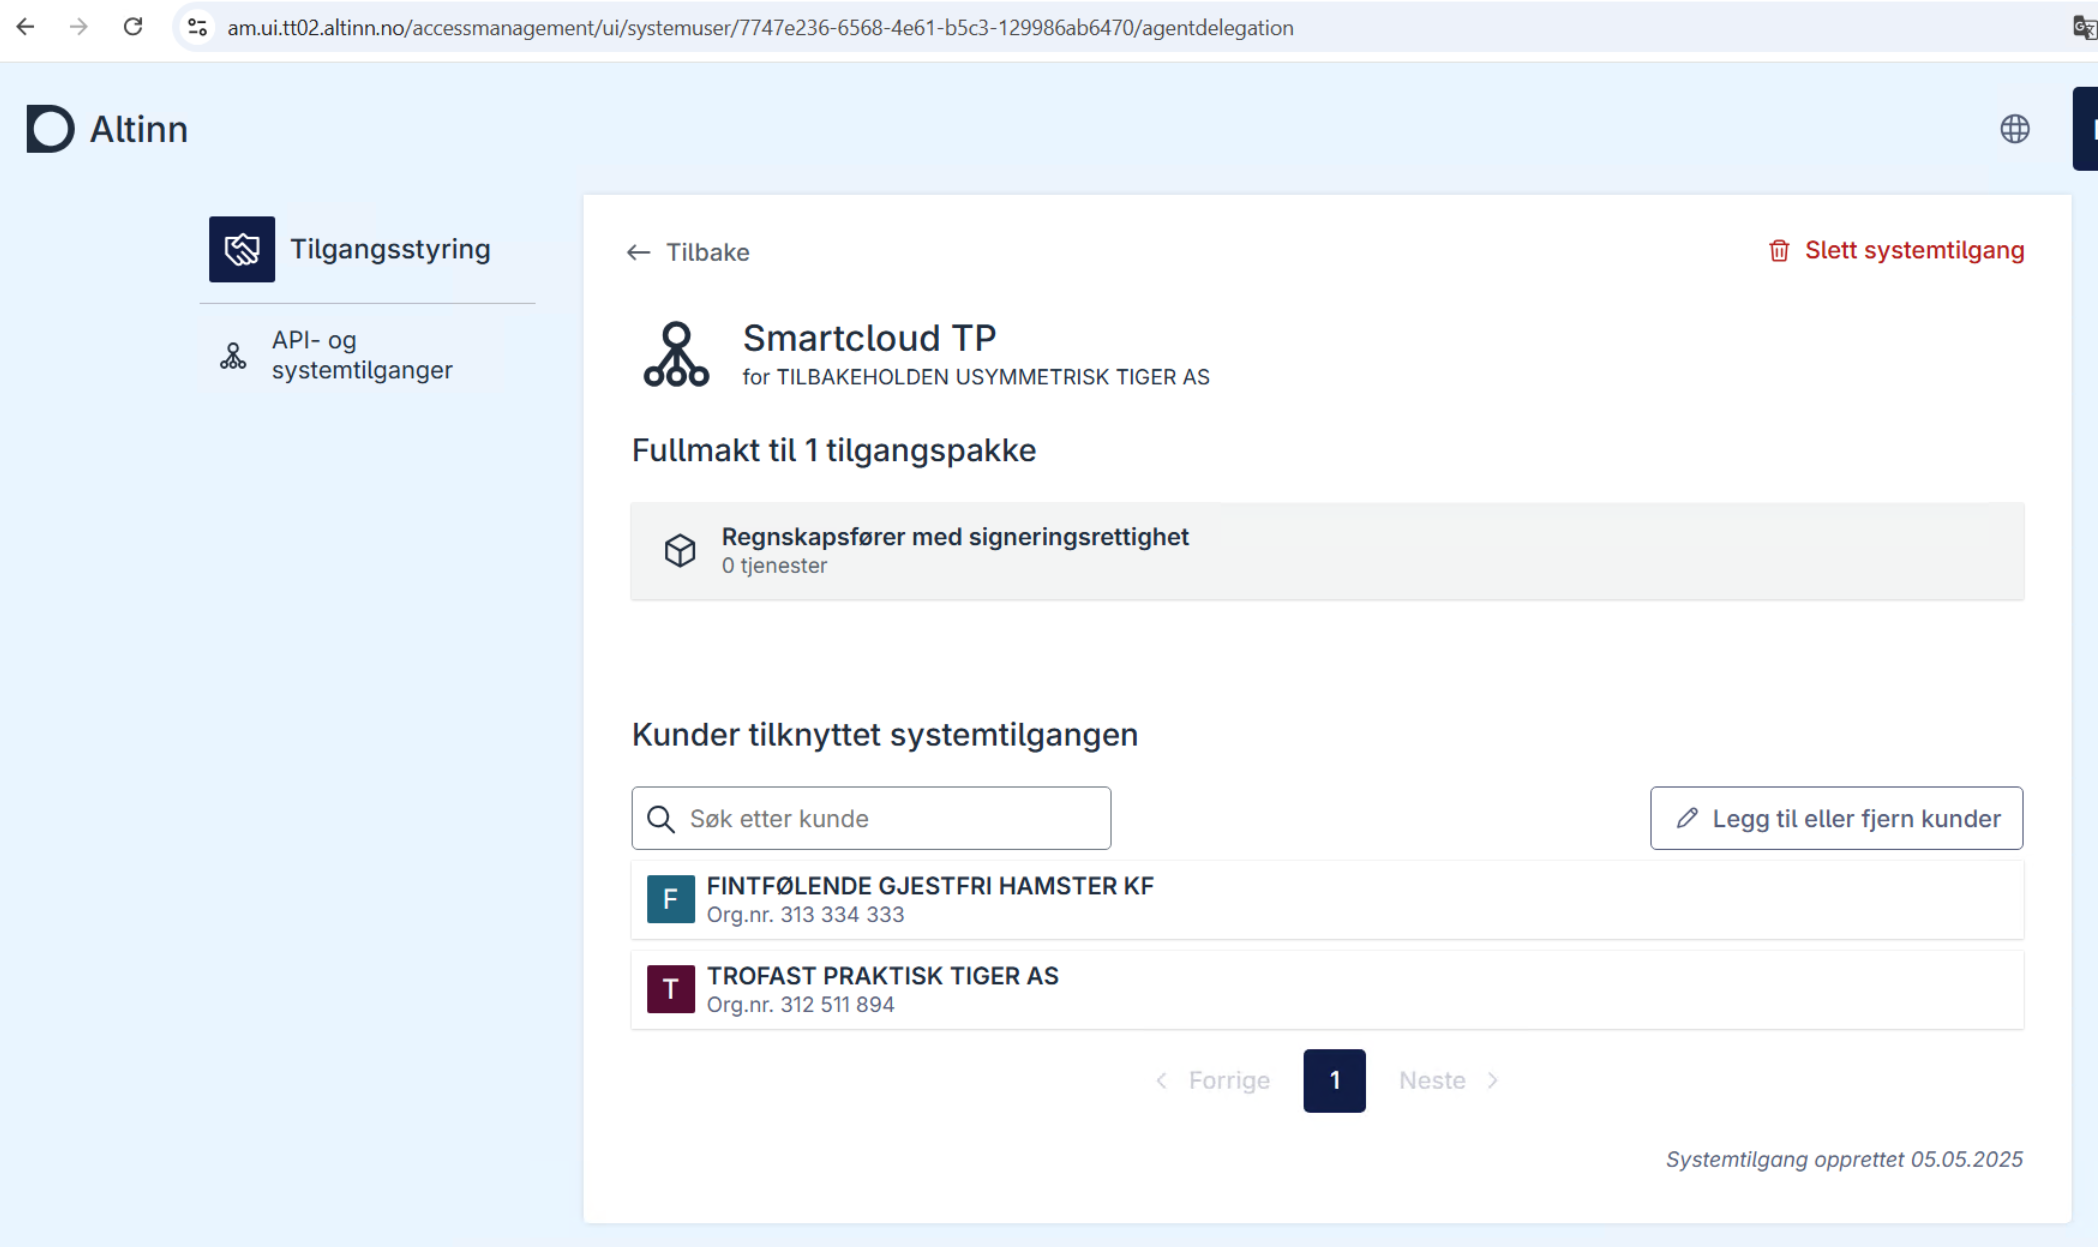 am.ui.tt02.altinn.no/accessmanagement/ui/systemuser/7747e236-6568-4e61-b5c3-129986ab6470/agentdelegation
Altinn
Tilgangsstyring
API- og
systemtilganger
Tilbake
Slett systemtilgang
Smartcloud TP
for TILBAKEHOLDEN USYMMETRISK TIGER AS
Fullmakt til 1 tilgangspakke
Regnskapsfører med signeringsrettighet
0 tjenester
Kunder tilknyttet systemtilgangen
Søk etter kunde
Legg til eller fjern kunder
F
FINTFØLENDE GJESTFRI HAMSTER KF
Org.nr. 313 334 333
T
TROFAST PRAKTISK TIGER AS
Org.nr. 312 511 894
Forrige 1 Neste
Systemtilgang opprettet 05.05.2025